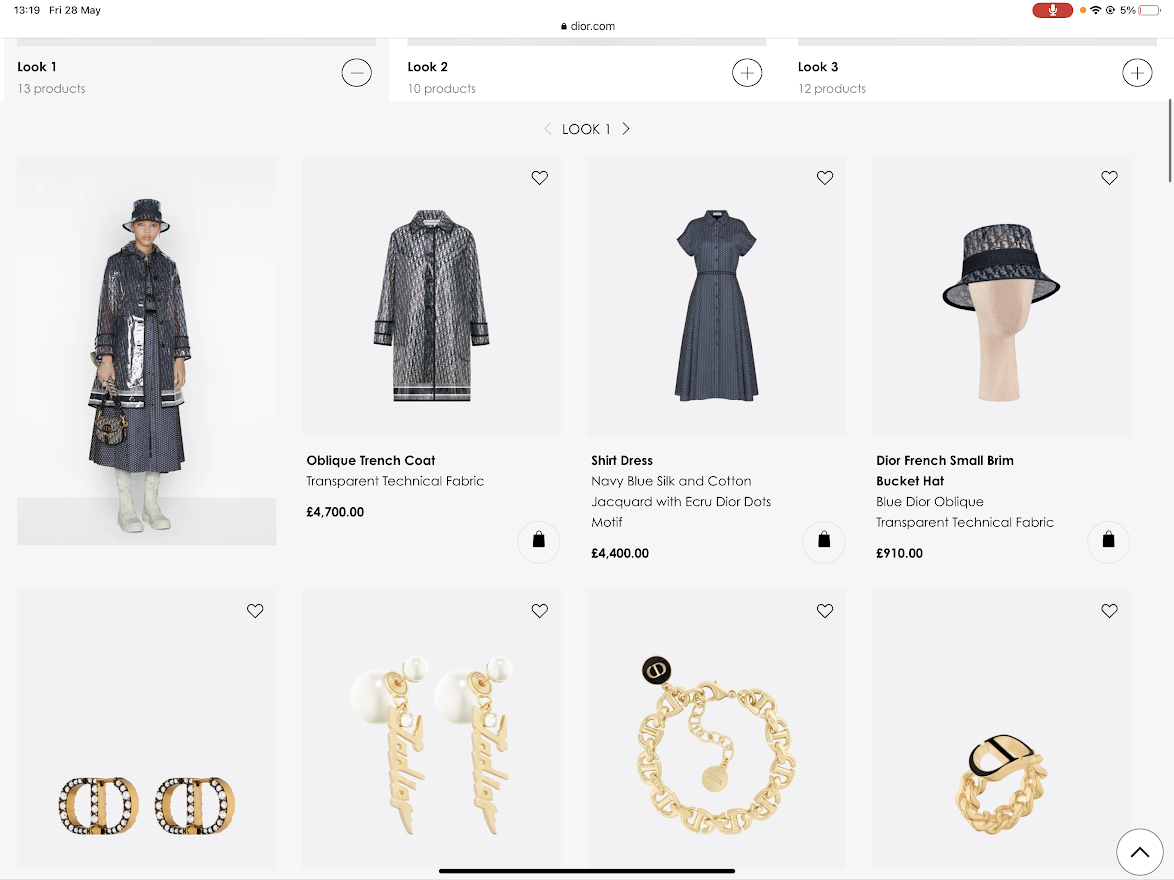 13:19 Fri 28 May
5%
dior.com
Look 1
13 products
Look 2
10 products
Look 3
12 products
LOOK 1
Oblique Trench Coat
Transparent Technical Fabric
£4,700.00
Shirt Dress
Navy Blue Silk and Cotton
Jacquard with Ecru Dior Dots
Motif
£4,400.00
Dior French Small Brim
Bucket Hat
Blue Dior Oblique
Transparent Technical Fabric
£910.00
J'adior
J'adior